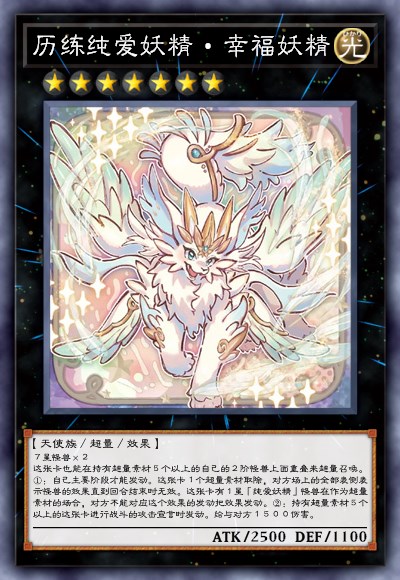 历练纯爱妖精·幸福妖精
光
【天使族/超量/效果】
7星怪兽×2
这张卡也能在持有超量素材5个以上的自己的2阶怪兽上面重叠来超量召唤。
①：自己主要阶段才能发动。这张卡1个超量素材取除，对方场上的全部表侧表
示怪兽的效果直到回合结束时无效。这张卡有1星「纯爱妖精」怪兽在作为超量
素材的场合，对方不能对应这个效果的发动把效果发动。②：持有超量素材5个
以上的这张卡进行战斗的攻击宣言时发动。给与对方1500伤害。
ATK/2500 DEF/1100